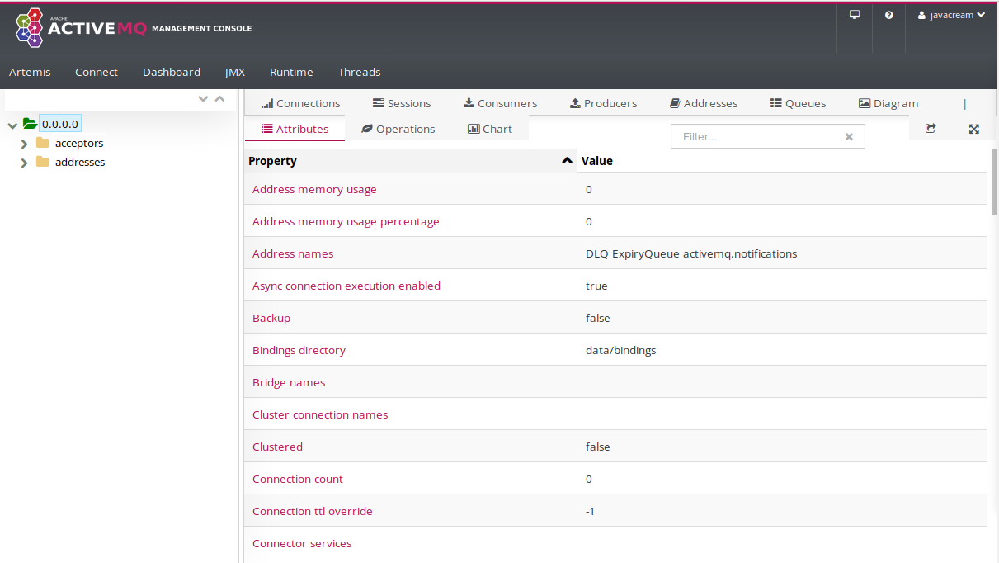 APACHE
ACTIVEMQ MANAGEMENT CONSOLE
javacream
Artemis Connect Dashboard JMX Runtime Threads
0.0.0.0
acceptors
addresses
Connections Sessions Consumers Producers Addresses Queues Diagram |
Attributes Operations Chart
Filter...
Property Value
Address memory usage 0
Address memory usage percentage 0
Address names DLQ ExpiryQueue activemq.notifications
Async connection execution enabled true
Backup false
Bindings directory data/bindings
Bridge names
Cluster connection names
Clustered false
Connection count 0
Connection ttl override -1
Connector services